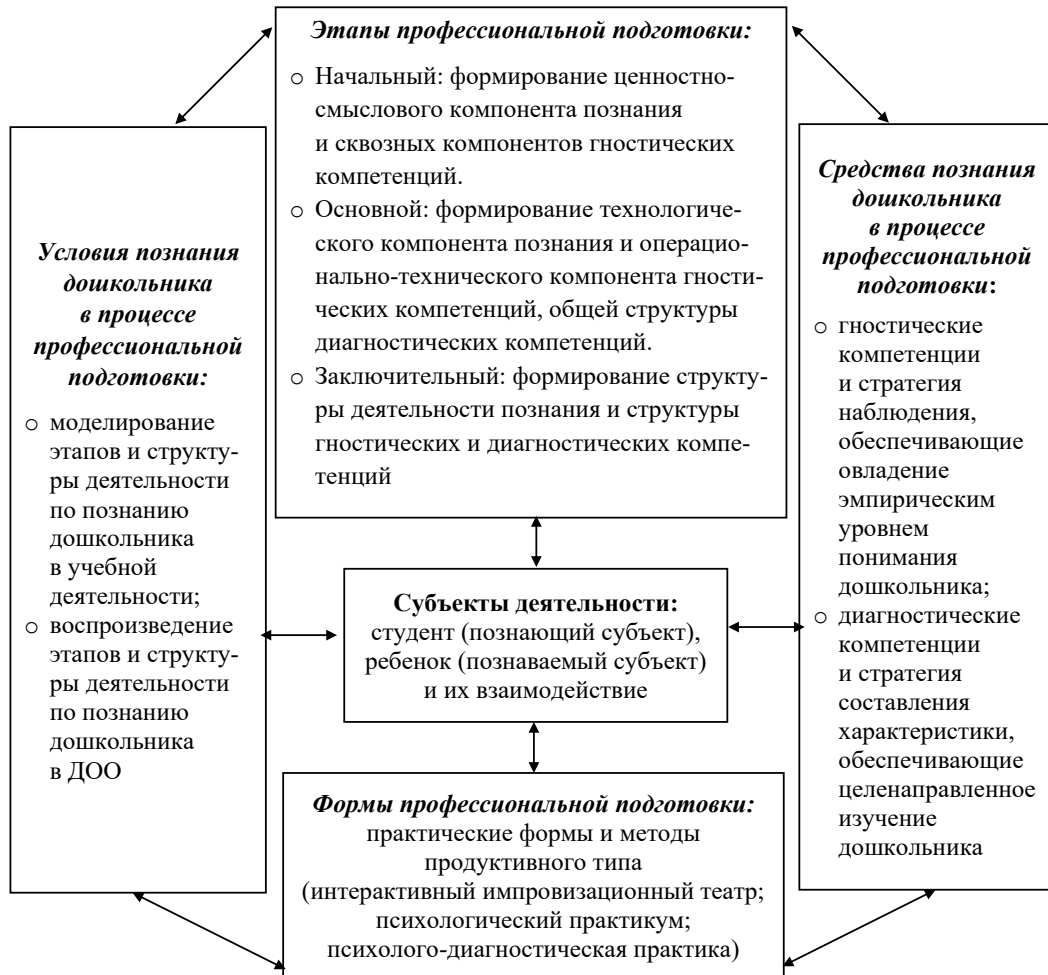 Этапы профессиональной подготовки:
○ Начальный: формирование ценностно-
смыслового компонента познания
и сквозных компонентов гностических
компетенций.
○ Основной: формирование технологиче-
ского компонента познания и операцио-
нально-технического компонента гности-
ческих компетенций, общей структуры
диагностических компетенций.
○ Заключительный: формирование структу-
ры деятельности познания и структуры
гностических и диагностических компе-
тенций
Условия познания
дошкольника
в процессе
профессиональной
подготовки:
○ моделирование
этапов и структу-
ры деятельности
по познанию
дошкольника
в учебной
деятельности;
○ воспроизведение
этапов и структу-
ры деятельности
по познанию
дошкольника
в ДОО
Субъекты деятельности:
студент (познающий субъект),
ребенок (познаваемый субъект)
и их взаимодействие
Средства познания
дошкольника
в процессе
профессиональной
подготовки:
○ гностические
компетенции
и стратегия
наблюдения,
обеспечивающие
овладение
эмпирическим
уровнем
понимания
дошкольника;
○ диагностические
компетенции
и стратегия
составления
характеристики,
обеспечивающие
целенаправленное
изучение
дошкольника
Формы профессиональной подготовки:
практические формы и методы
продуктивного типа
(интерактивный импровизационный театр;
психологический практикум;
психолого-диагностическая практика)